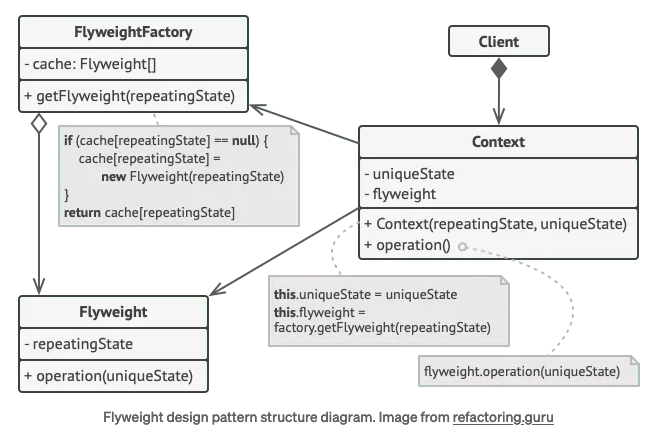 FlyweightFactory
- cache: Flyweight[]
+ getFlyweight(repeatingState)
if (cache[repeatingState] == null) {
cache[repeatingState] =
new Flyweight(repeatingState)
}
return cache[repeatingState]
Client
Context
- uniqueState
- flyweight
+ Context(repeatingState, uniqueState)
+ operation()
this.uniqueState = uniqueState
this.flyweight =
factory.getFlyweight(repeatingState)
flyweight.operation(uniqueState)
Flyweight
- repeatingState
+ operation(uniqueState)
Flyweight design pattern structure diagram. Image from refactoring.guru